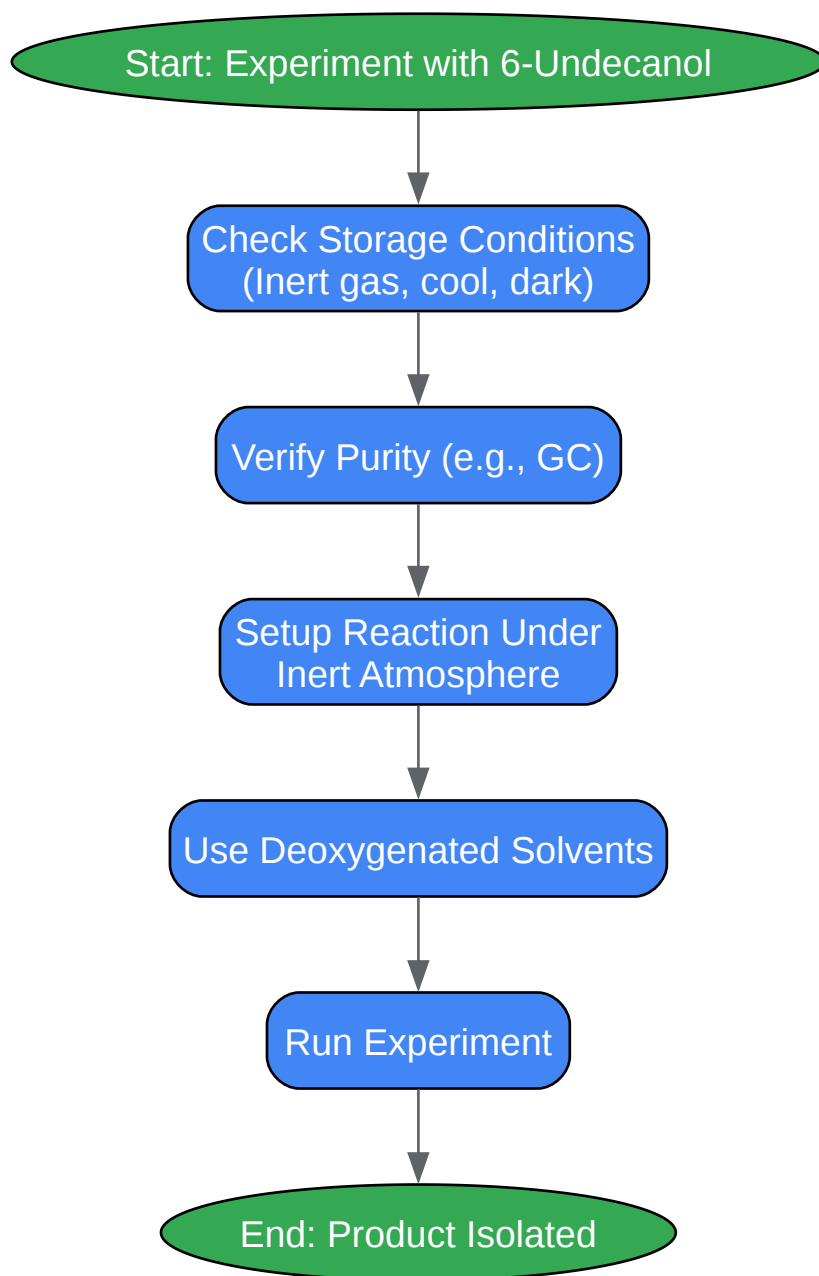 Start: Experiment with 6-Undecanol
Check Storage Conditions
(Inert gas, cool, dark)
Verify Purity (e.g., GC)
Setup Reaction Under
Inert Atmosphere
Use Deoxygenated Solvents
Run Experiment
End: Product Isolated